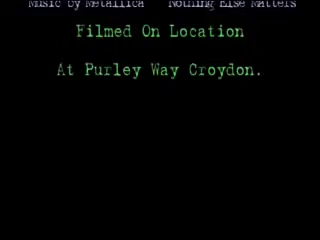 Music by Metallica Nothing Else Matters
Filmed On Location
At Purley Way Croydon.